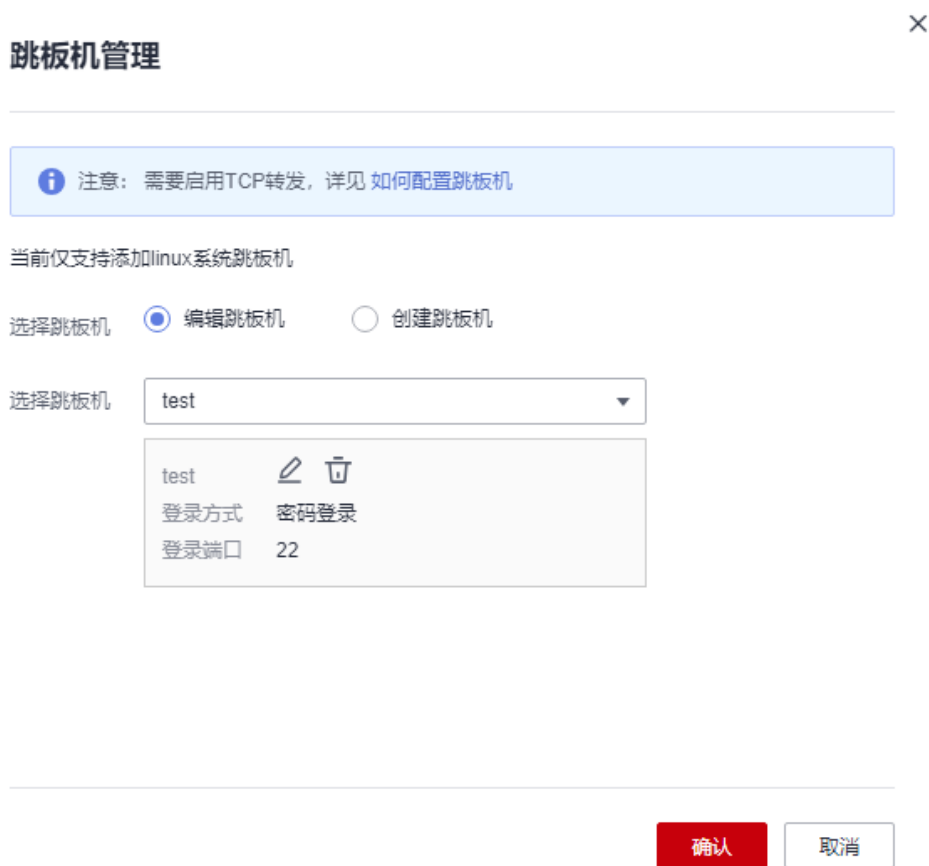 跳板机管理
注意： 需要启用TCP转发，详见 如何配置跳板机
当前仅支持添加linux系统跳板机
选择跳板机 编辑跳板机 创建跳板机
选择跳板机 test
test
登录方式 密码登录
登录端口 22
确认 取消